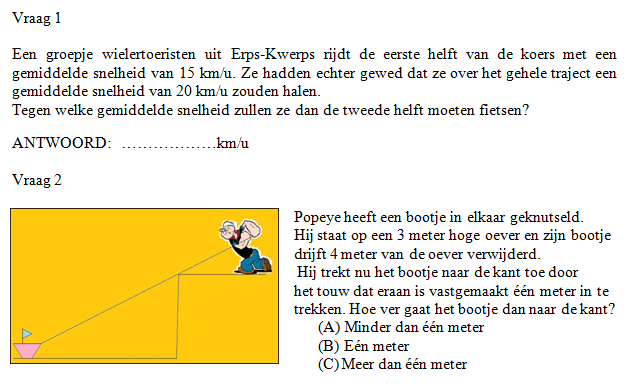 Vraag 1
Een groepje wielertoeristen uit Erps-Kwerps rijdt de eerste helft van de koers met een
gemiddelde snelheid van 15 km/u. Ze hadden echter gewed dat ze over het gehele traject een
gemiddelde snelheid van 20 km/u zouden halen.
Tegen welke gemiddelde snelheid zullen ze dan de tweede helft moeten fietsen?
ANTWOORD: ………………km/u
Vraag 2
Popeye heeft een bootje in elkaar geknutseld.
Hij staat op een 3 meter hoge oever en zijn bootje
drijft 4 meter van de oever verwijderd.
Hij trekt nu het bootje naar de kant toe door
het touw dat eraan is vastgemaakt één meter in te
trekken. Hoe ver gaat het bootje dan naar de kant?
(A) Minder dan één meter
(B) Eén meter
(C) Meer dan één meter